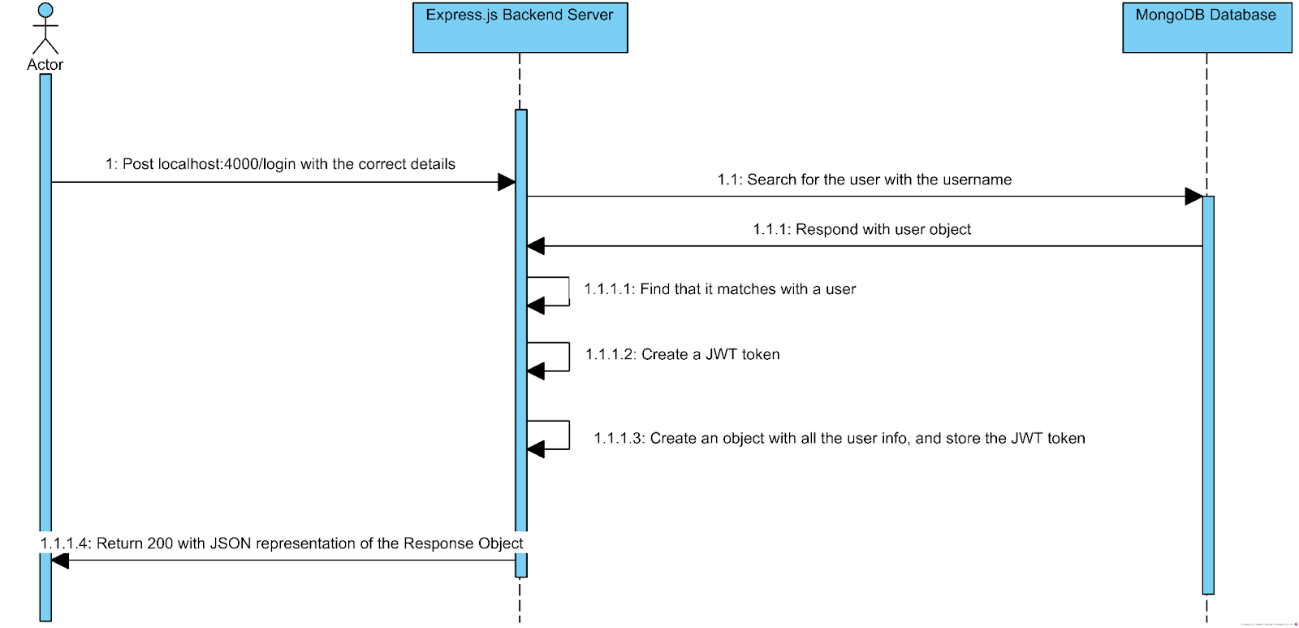 Express.js Backend Server
MongoDB Database
Actor
1: Post localhost:4000/login with the correct details
1.1: Search for the user with the username
1.1.1: Respond with user object
1.1.1.1: Find that it matches with a user
1.1.1.2: Create a JWT token
1.1.1.3: Create an object with all the user info, and store the JWT token
1.1.1.4: Return 200 with JSON representation of the Response Object